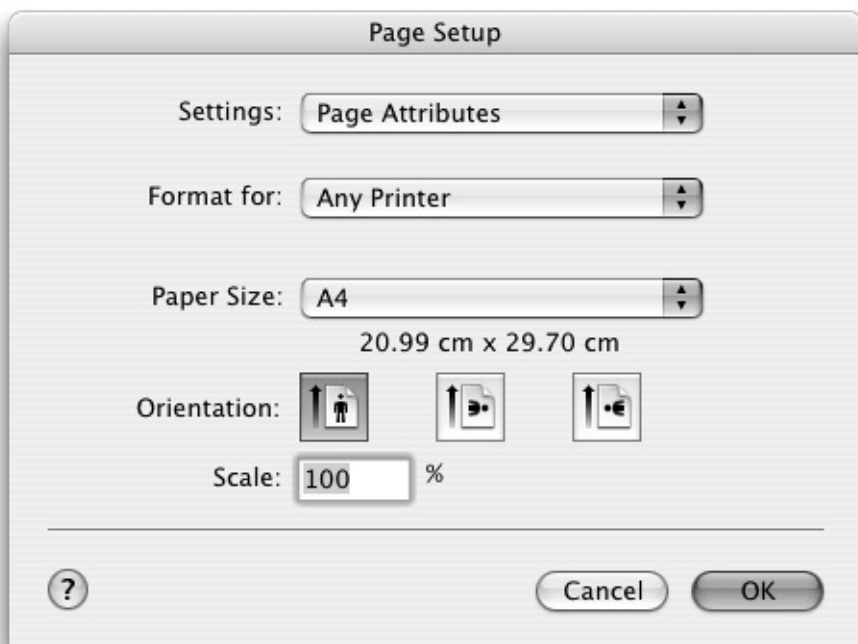 Page Setup
Settings: Page Attributes
Format for: Any Printer
Paper Size: A4
20.99 cm x 29.70 cm
Orientation:
Scale: 100 %
? Cancel OK